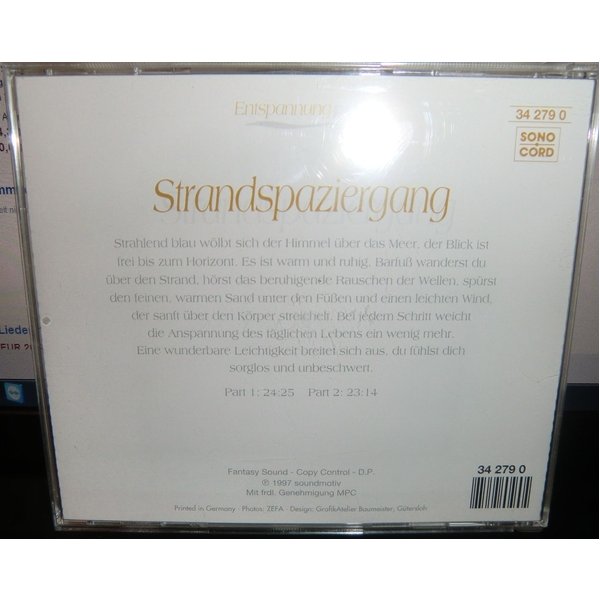 Entspannung
34 279 0
SONO
CORD
Strandspaziergang
Strahlend blau wölbt sich der Himmel über das Meer, der Blick ist
frei bis zum Horizont. Es ist warm und ruhig. Barfuß wanderst du
über den Strand, hörst das beruhigende Rauschen der Wellen, spürst
den feinen, warmen Sand unter den Füßen und einen leichten Wind,
der sanft über den Körper streichelt. Bei jedem Schritt weicht
die Anspannung des täglichen Lebens ein wenig mehr.
Eine wunderbare Leichtigkeit breitet sich aus, du fühlst dich
sorglos und unbeschwert.
Part 1: 24:25 Part 2: 23:14
Fantasy Sound - Copy Control - D.P.
℗ 1997 soundmotiv
Mit frdl. Genehmigung MPC
34 279 0
Printed in Germany · Photos: ZEFA · Design: GrafikAtelier Baumeister, Gütersloh
Lieder
EUR